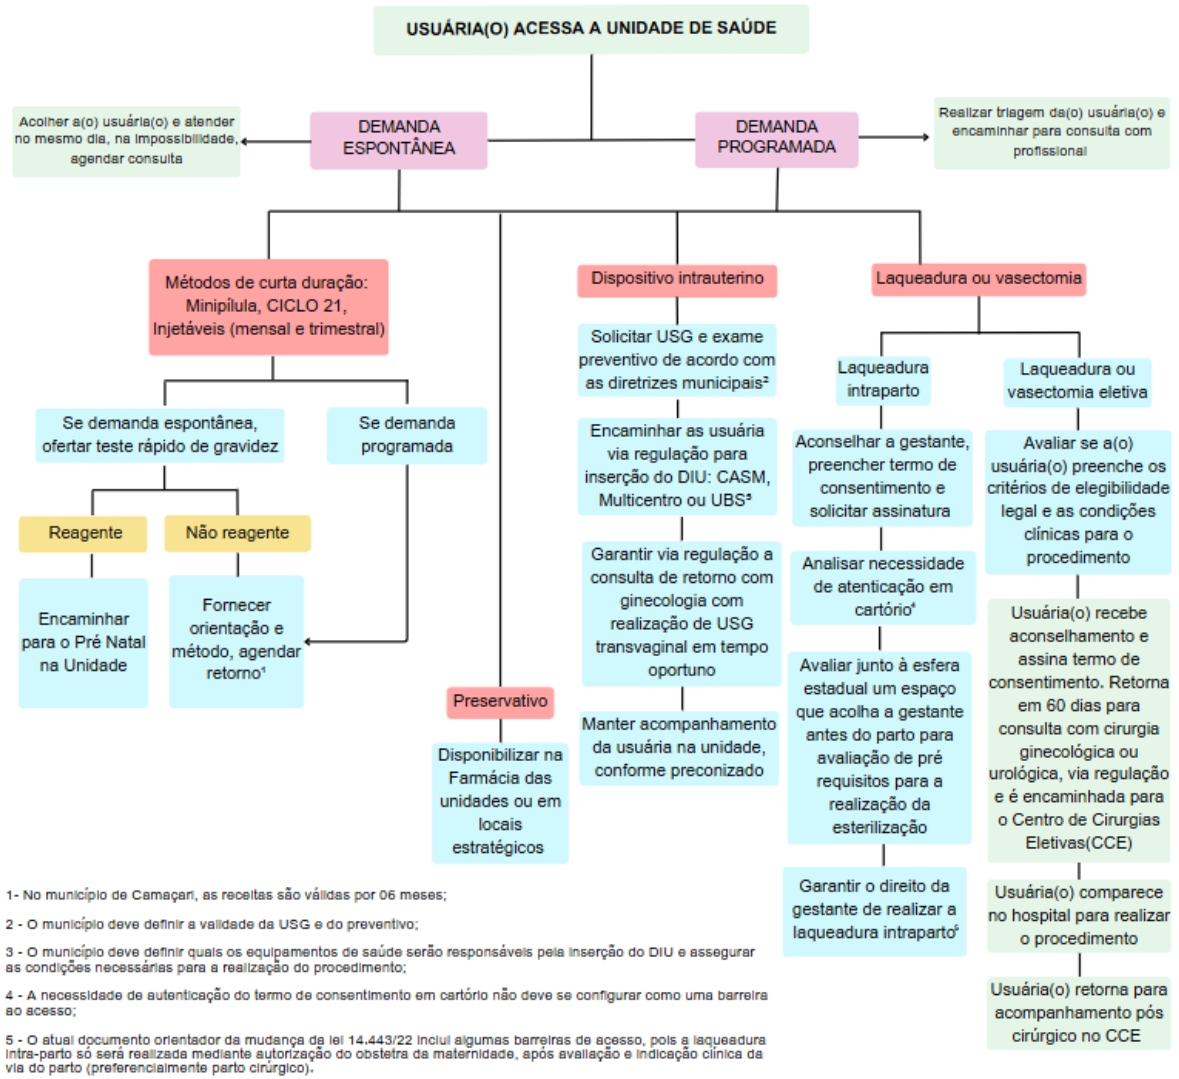 USUÁRIA(O) ACESSA A UNIDADE DE SAÚDE
Acolher a(o) usuária(o) e atender
no mesmo dia, na impossibilidade,
agendar consulta
DEMANDA
ESPONTÂNEA
DEMANDA
PROGRAMADA
Realizar triagem da(o) usuária(o) e
encaminhar para consulta com
profissional
Métodos de curta duração:
Minipílula, CICLO 21,
Injetáveis (mensal e trimestral)
Se demanda espontânea,
ofertar teste rápido de gravidez
Se demanda
programada
Reagente
Não reagente
Encaminhar
para o Pré Natal
na Unidade
Fornecer
orientação e
método, agendar
retorno¹
Preservativo
Disponibilizar na
Farmácia das
unidades ou em
locais
estratégicos
Dispositivo intrauterino
Solicitar USG e exame
preventivo de acordo com
as diretrizes municipais²
Encaminhar as usuária
via regulação para
inserção do DIU: CASM,
Multicentro ou UBS³
Garantir via regulação a
consulta de retorno com
ginecologia com
realização de USG
transvaginal em tempo
oportuno
Manter acompanhamento
da usuária na unidade,
conforme preconizado
Laqueadura ou vasectomia
Laqueadura
intraparto
Aconselhar a gestante,
preencher termo de
consentimento e
solicitar assinatura
Analisar necessidade
de atenticação em
cartório⁴
Avaliar junto à esfera
estadual um espaço
que acolha a gestante
antes do parto para
avaliação de pré
requisitos para a
realização da
esterilização
Garantir o direito da
gestante de realizar a
laqueadura intraparto⁵
Laqueadura ou
vasectomia eletiva
Avaliar se a(o)
usuária(o) preenche os
critérios de elegibilidade
legal e as condições
clínicas para o
procedimento
Usuária(o) recebe
aconselhamento e
assina termo de
consentimento. Retorna
em 60 dias para
consulta com cirurgia
ginecológica ou
urológica, via regulação
e é encaminhada para
o Centro de Cirurgias
Eletivas(CCE)
Usuária(o) comparece
no hospital para realizar
o procedimento
Usuária(o) retorna para
acompanhamento pós
cirúrgico no CCE
1- No município de Camaçari, as receitas são válidas por 06 meses;
2 - O município deve definir a validade da USG e do preventivo;
3 - O município deve definir quais os equipamentos de saúde serão responsáveis pela inserção do DIU e assegurar
as condições necessárias para a realização do procedimento;
4 - A necessidade de autenticação do termo de consentimento em cartório não deve se configurar como uma barreira
ao acesso;
5 - O atual documento orientador da mudança da lei 14.443/22 inclui algumas barreiras de acesso, pois a laqueadura
intra-parto só será realizada mediante autorização do obstetra da maternidade, após avaliação e indicação clínica da
via do parto (preferencialmente parto cirúrgico).